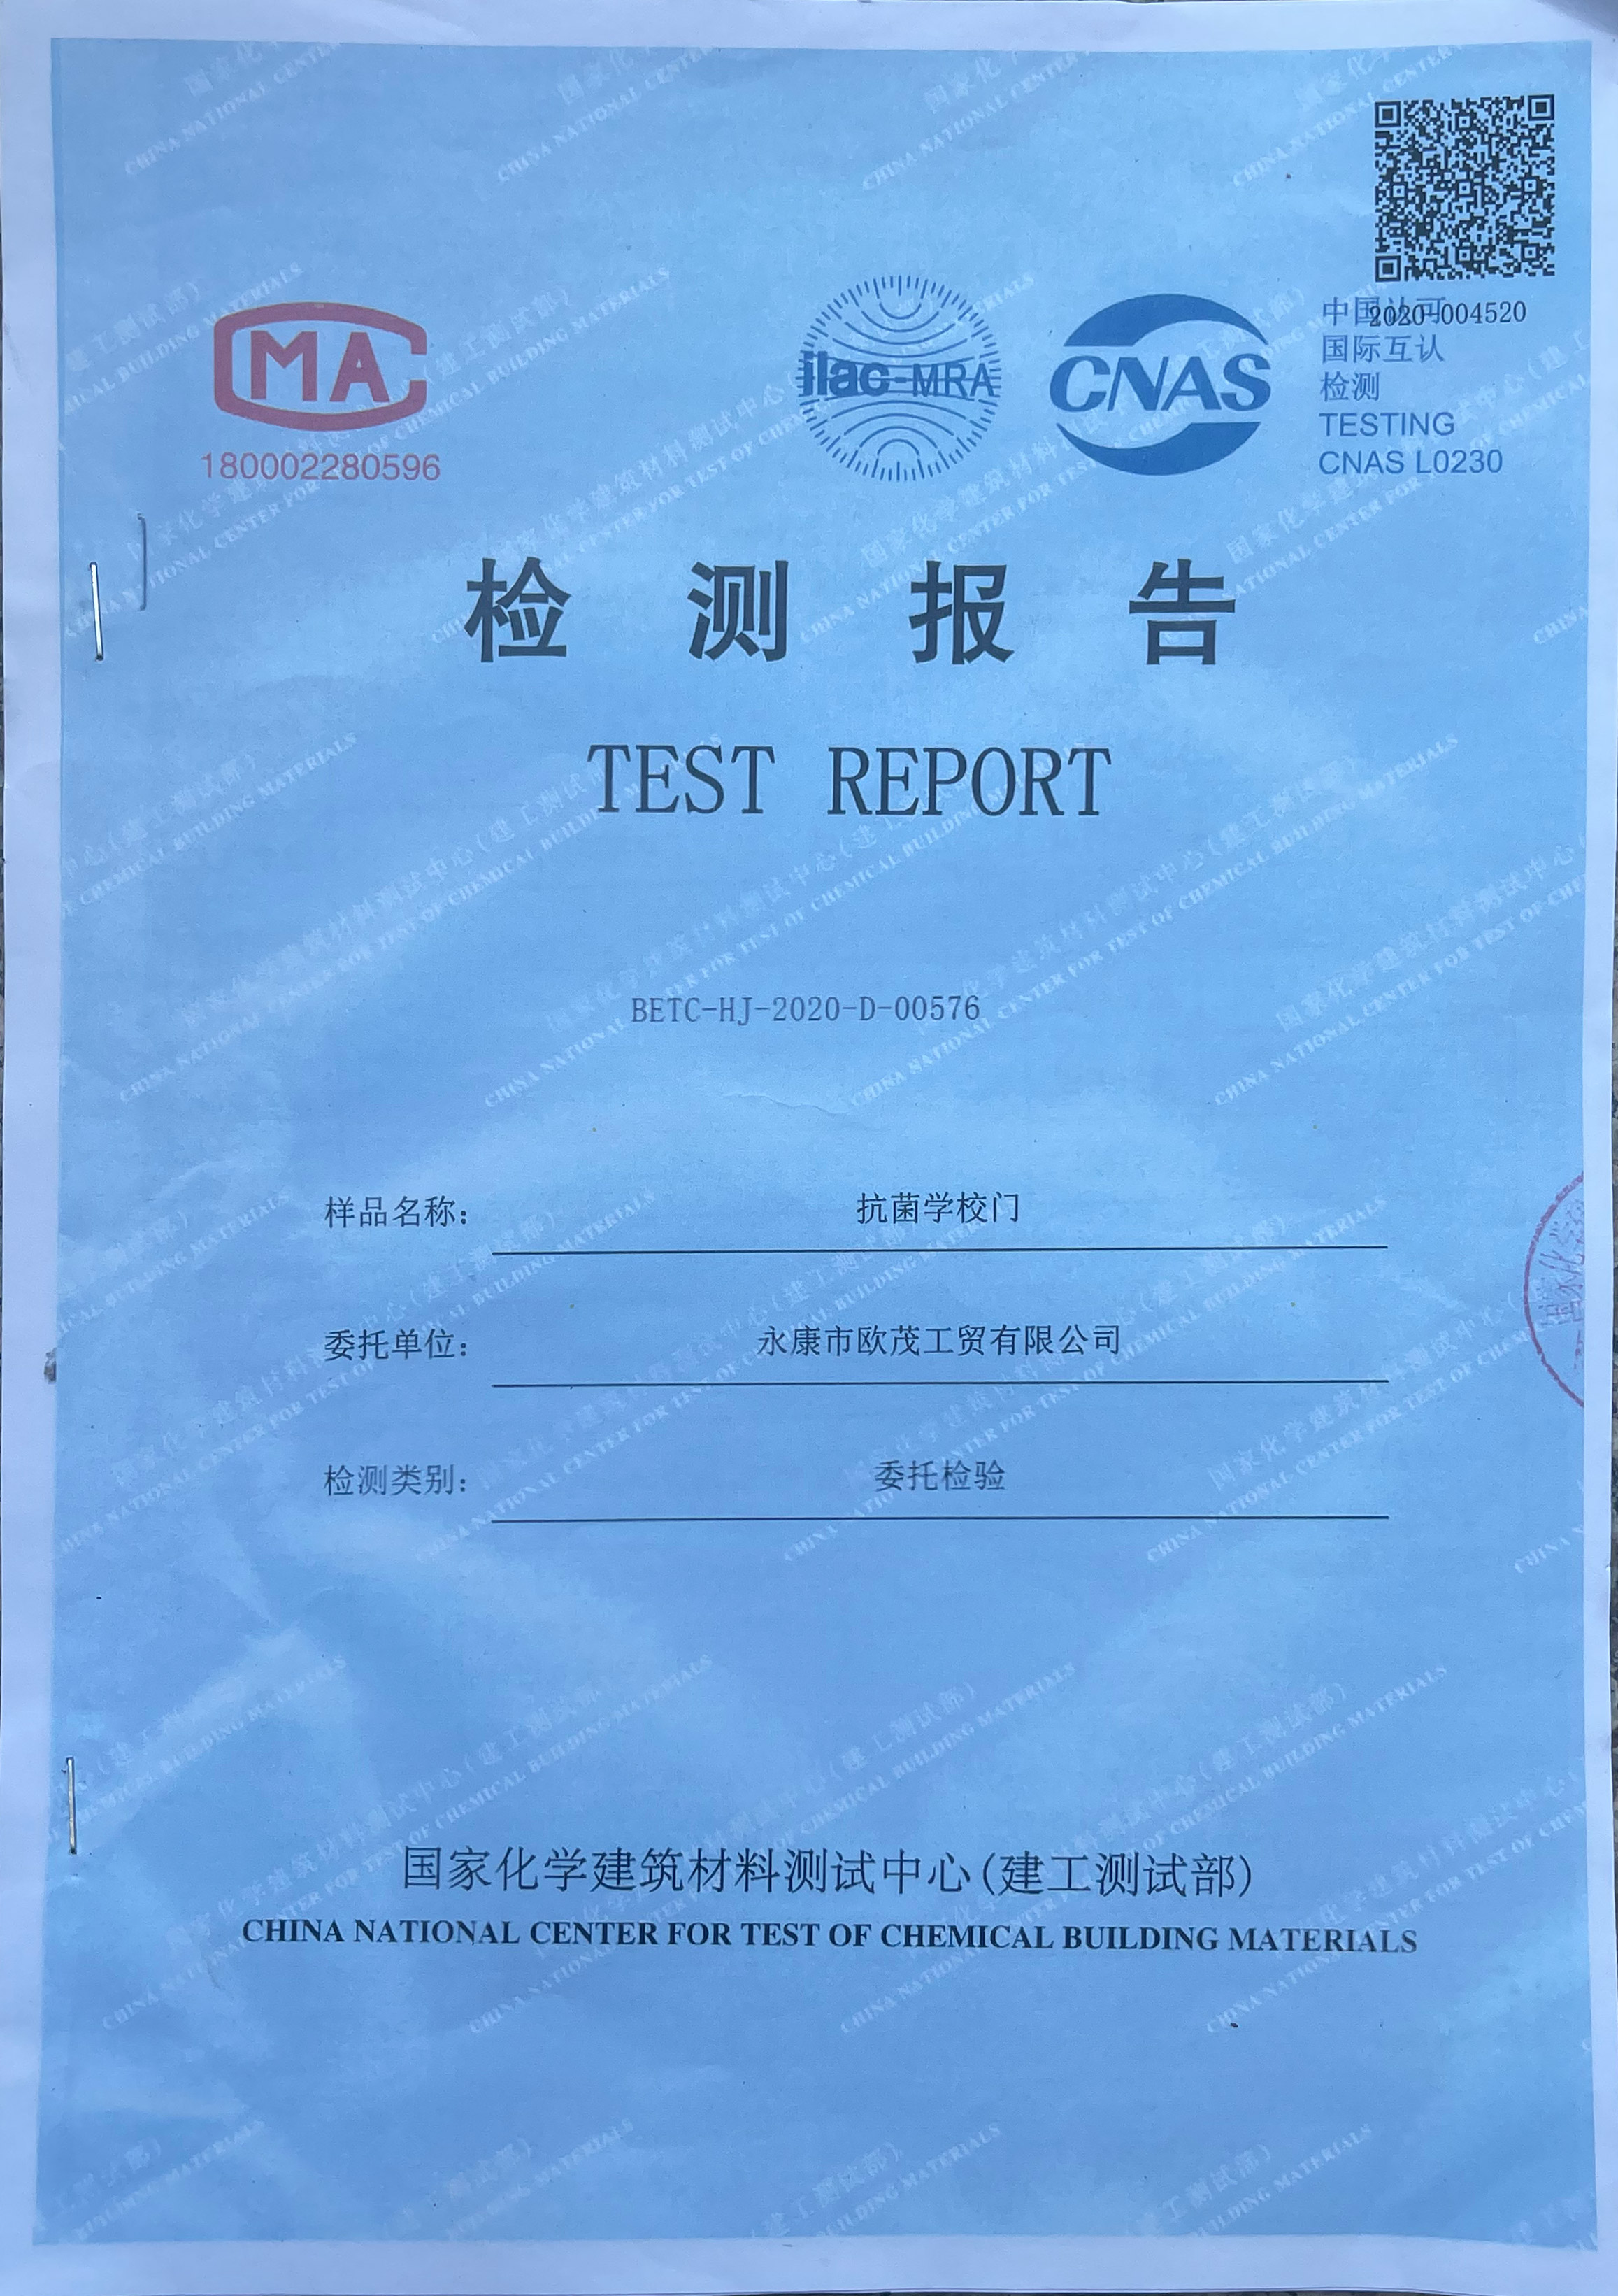 MA
180002280596
ilac-MRA
CNAS
中国认可
2020-004520
国际互认
检测
TESTING
CNAS L0230
检测报告
TEST REPORT
BETC-HJ-2020-D-00576
样品名称： 抗菌学校门
委托单位： 永康市欧茂工贸有限公司
检测类别： 委托检验
国家化学建筑材料测试中心(建工测试部)
CHINA NATIONAL CENTER FOR TEST OF CHEMICAL BUILDING MATERIALS